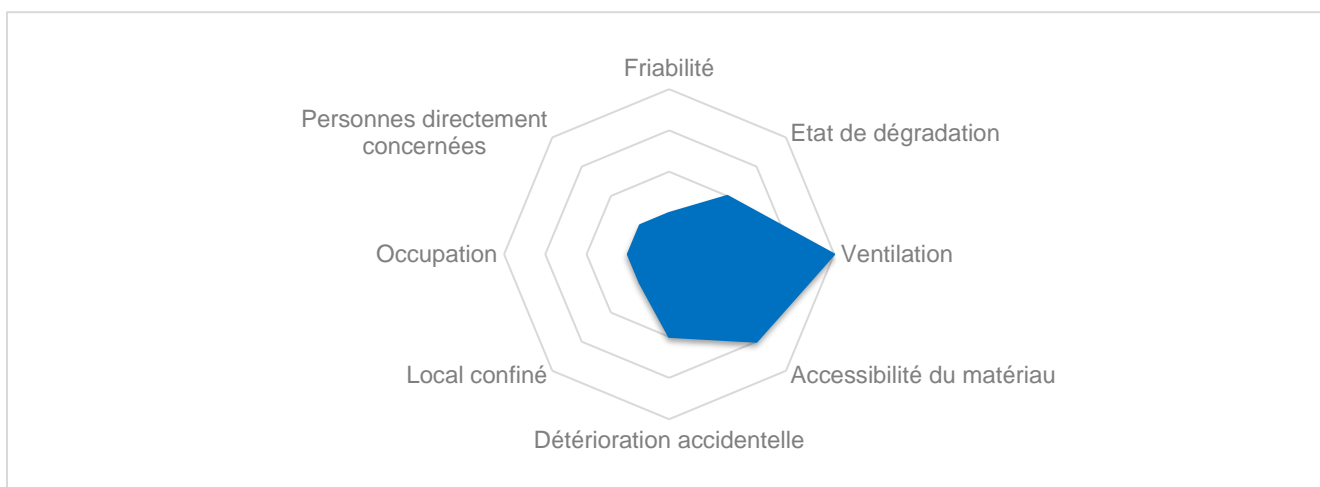 Friabilité
Etat de dégradation
Ventilation
Accessibilité du matériau
Détérioration accidentelle
Local confiné
Occupation
Personnes directement
concernées